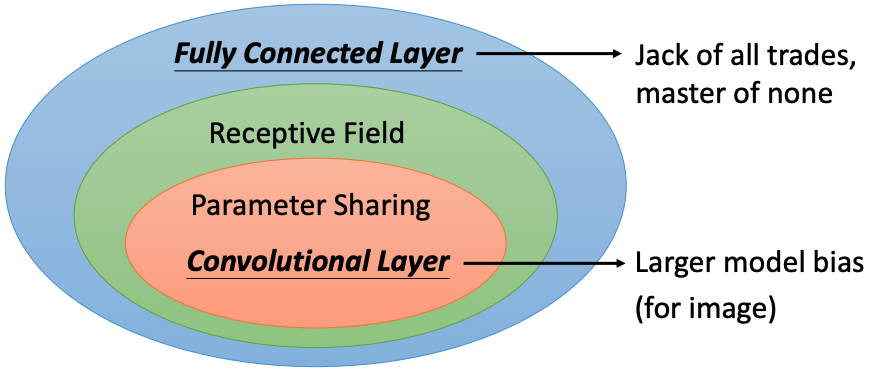 Fully Connected Layer
Jack of all trades,
master of none
Receptive Field
Parameter Sharing
Convolutional Layer
Larger model bias
(for image)